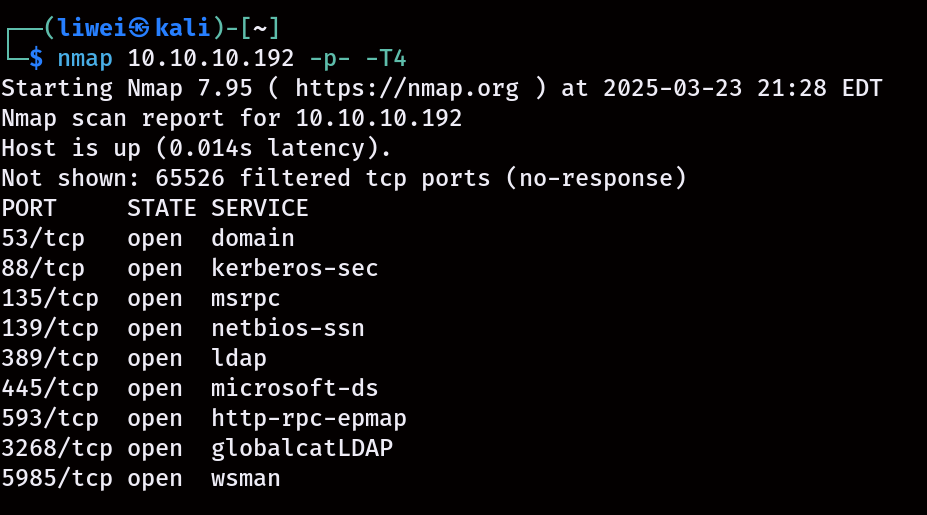 ┌──(liwei㉿kali)-[~]
└─$ nmap 10.10.10.192 -p- -T4
Starting Nmap 7.95 ( https://nmap.org ) at 2025-03-23 21:28 EDT
Nmap scan report for 10.10.10.192
Host is up (0.014s latency).
Not shown: 65526 filtered tcp ports (no-response)
PORT     STATE SERVICE
53/tcp   open  domain
88/tcp   open  kerberos-sec
135/tcp  open  msrpc
139/tcp  open  netbios-ssn
389/tcp  open  ldap
445/tcp  open  microsoft-ds
593/tcp  open  http-rpc-epmap
3268/tcp open  globalcatLDAP
5985/tcp open  wsman